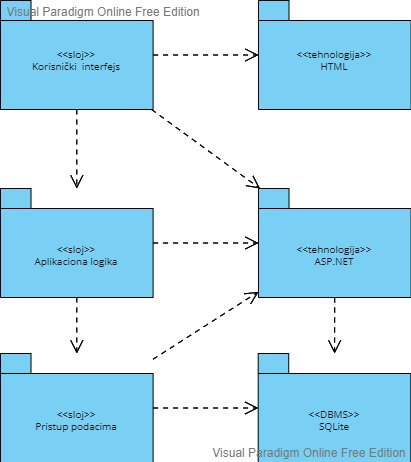 Visual Paradigm Online Free Edition
<<sloj>>
Korisnički interfejs
<<tehnologija>>
HTML
<<sloj>>
Aplikaciona logika
<<tehnologija>>
ASP.NET
<<sloj>>
Pristup podacima
<<DBMS>>
SQLite
Visual Paradigm Online Free Edition